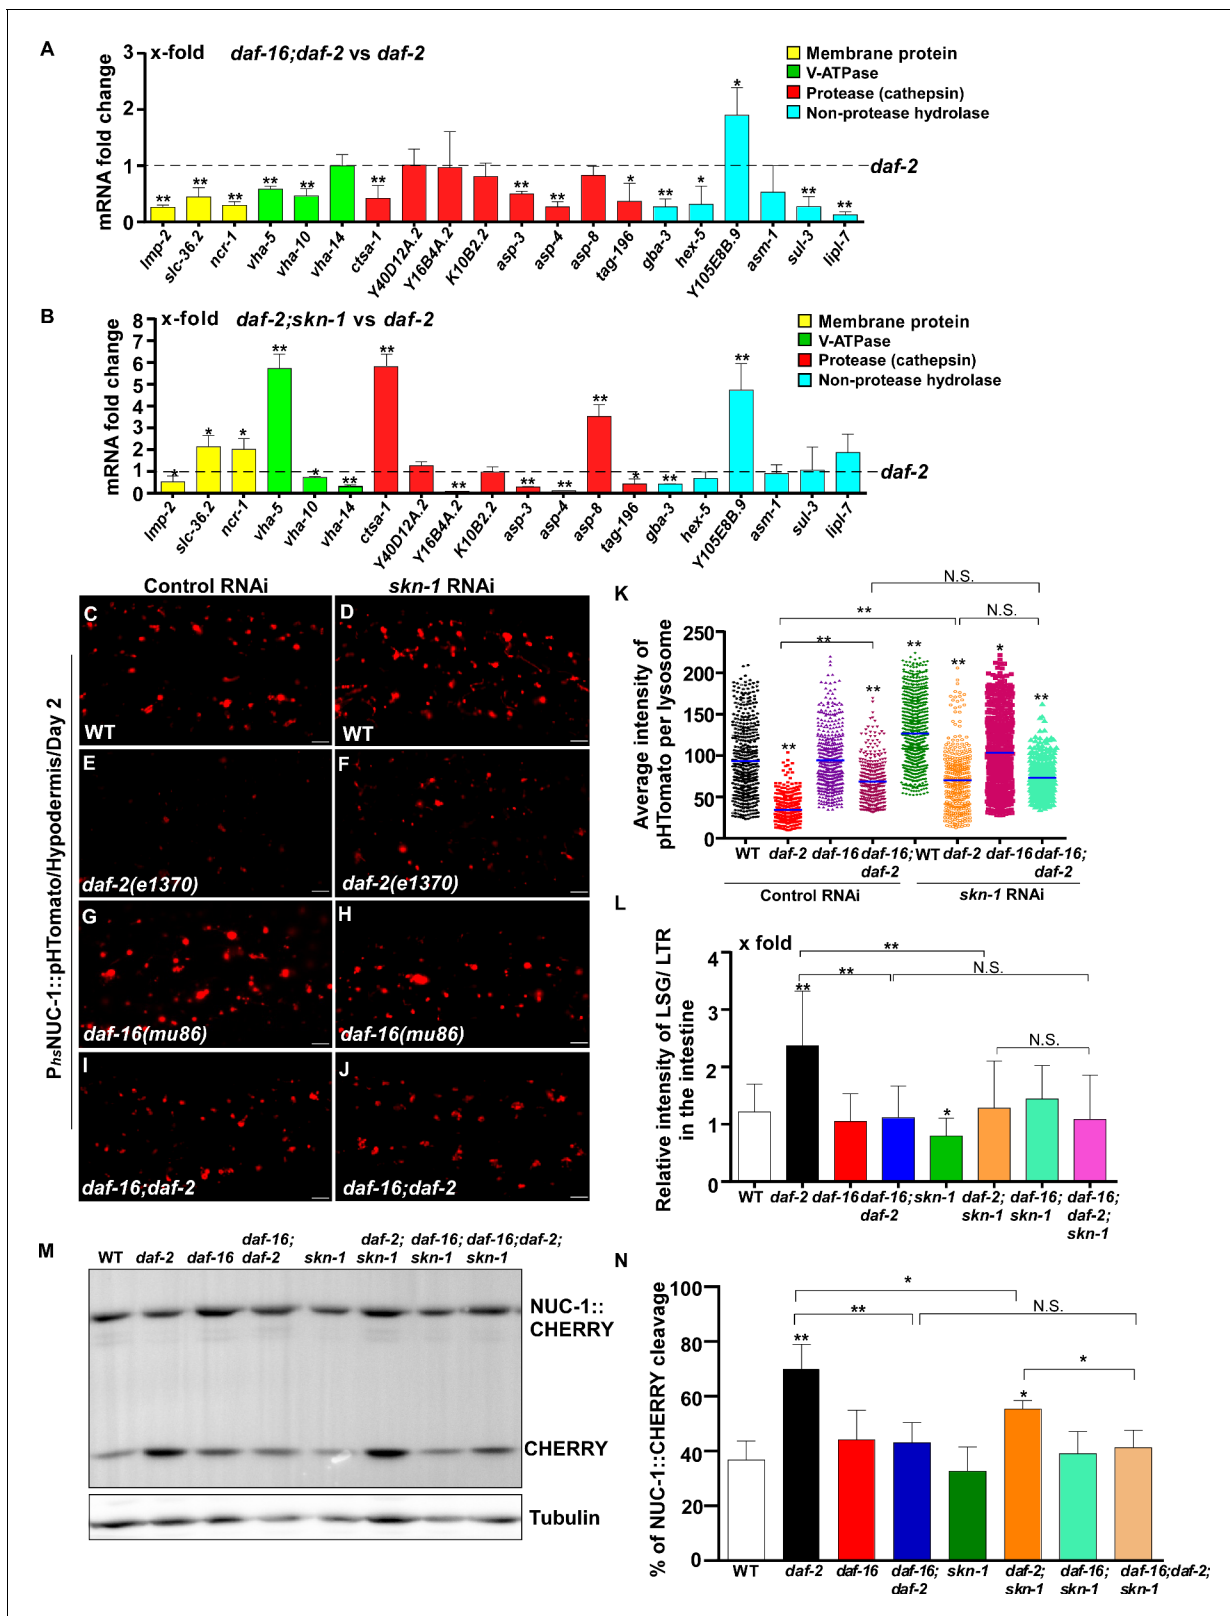 A
x-fold daf-16;daf-2 vs daf-2
mRNA fold change
3
2
1
0
Membrane protein
V-ATPase
Protease (cathepsin)
Non-protease hydrolase
** ** ** ** ** ** ** ** * ** * * ** **
daf-2
lmp-2 slc-36.2 ncr-1 vha-5 vha-10 vha-14 ctsa-1 Y40D12A.2 Y16B4A.2 K10B2.2 asp-3 asp-4 asp-8 tag-196 gba-3 hex-5 Y105E8B.9 asm-1 sul-3 lipl-7
B
x-fold daf-2;skn-1 vs daf-2
mRNA fold change
8
7
6
5
4
3
2
1
0
Membrane protein
V-ATPase
Protease (cathepsin)
Non-protease hydrolase
* * * ** * ** ** ** ** ** ** * ** **
daf-2
lmp-2 slc-36.2 ncr-1 vha-5 vha-10 vha-14 ctsa-1 Y40D12A.2 Y16B4A.2 K10B2.2 asp-3 asp-4 asp-8 tag-196 gba-3 hex-5 Y105E8B.9 asm-1 sul-3 lipl-7
Control RNAi skn-1 RNAi
PhsNUC-1::pHTomato/Hypodermis/Day 2
C D
WT WT
E F
daf-2(e1370) daf-2(e1370)
G H
daf-16(mu86) daf-16(mu86)
I J
daf-16;daf-2 daf-16;daf-2
K
Average intensity of
pHTomato per lysosome
250
200
150
100
50
0
N.S.
** N.S.
**
** ** ** ** * **
WT daf-2 daf-16 daf-16; WT daf-2 daf-16 daf-16;
daf-2 daf-2
Control RNAi skn-1 RNAi
L
x fold
Relative intensity of LSG/ LTR
in the intestine
4
3
2
1
0
**
** N.S.
**
N.S.
*
WT daf-2 daf-16 daf-16; skn-1 daf-2; daf-16; daf-16;
daf-2 skn-1 skn-1 daf-2;
skn-1
M
daf-16; daf-2; daf-16; daf-16;daf-2;
WT daf-2 daf-16 daf-2 skn-1 skn-1 skn-1 skn-1
NUC-1::
CHERRY
CHERRY
Tubulin
N
% of NUC-1::CHERRY cleavage
100
80
60
40
20
0
*
** N.S.
**
*
*
WT daf-2 daf-16 daf-16; skn-1 daf-2; daf-16; daf-16;daf-2;
daf-2 skn-1 skn-1 skn-1